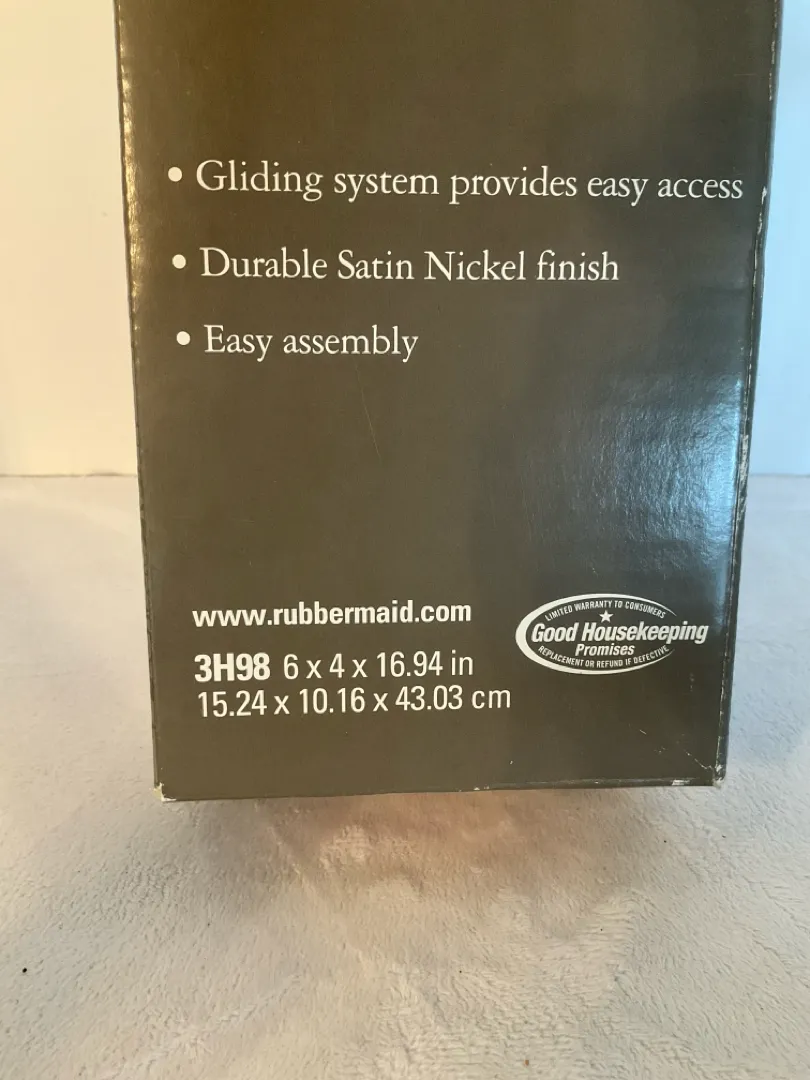 • Gliding system provides easy access
• Durable Satin Nickel finish
• Easy assembly
www.rubbermaid.com
3H98 6 x 4 x 16.94 in
15.24 x 10.16 x 43.03 cm
LIMITED WARRANTY TO CONSUMERS
Good Housekeeping
Promises
REPLACEMENT OR REFUND IF DEFECTIVE